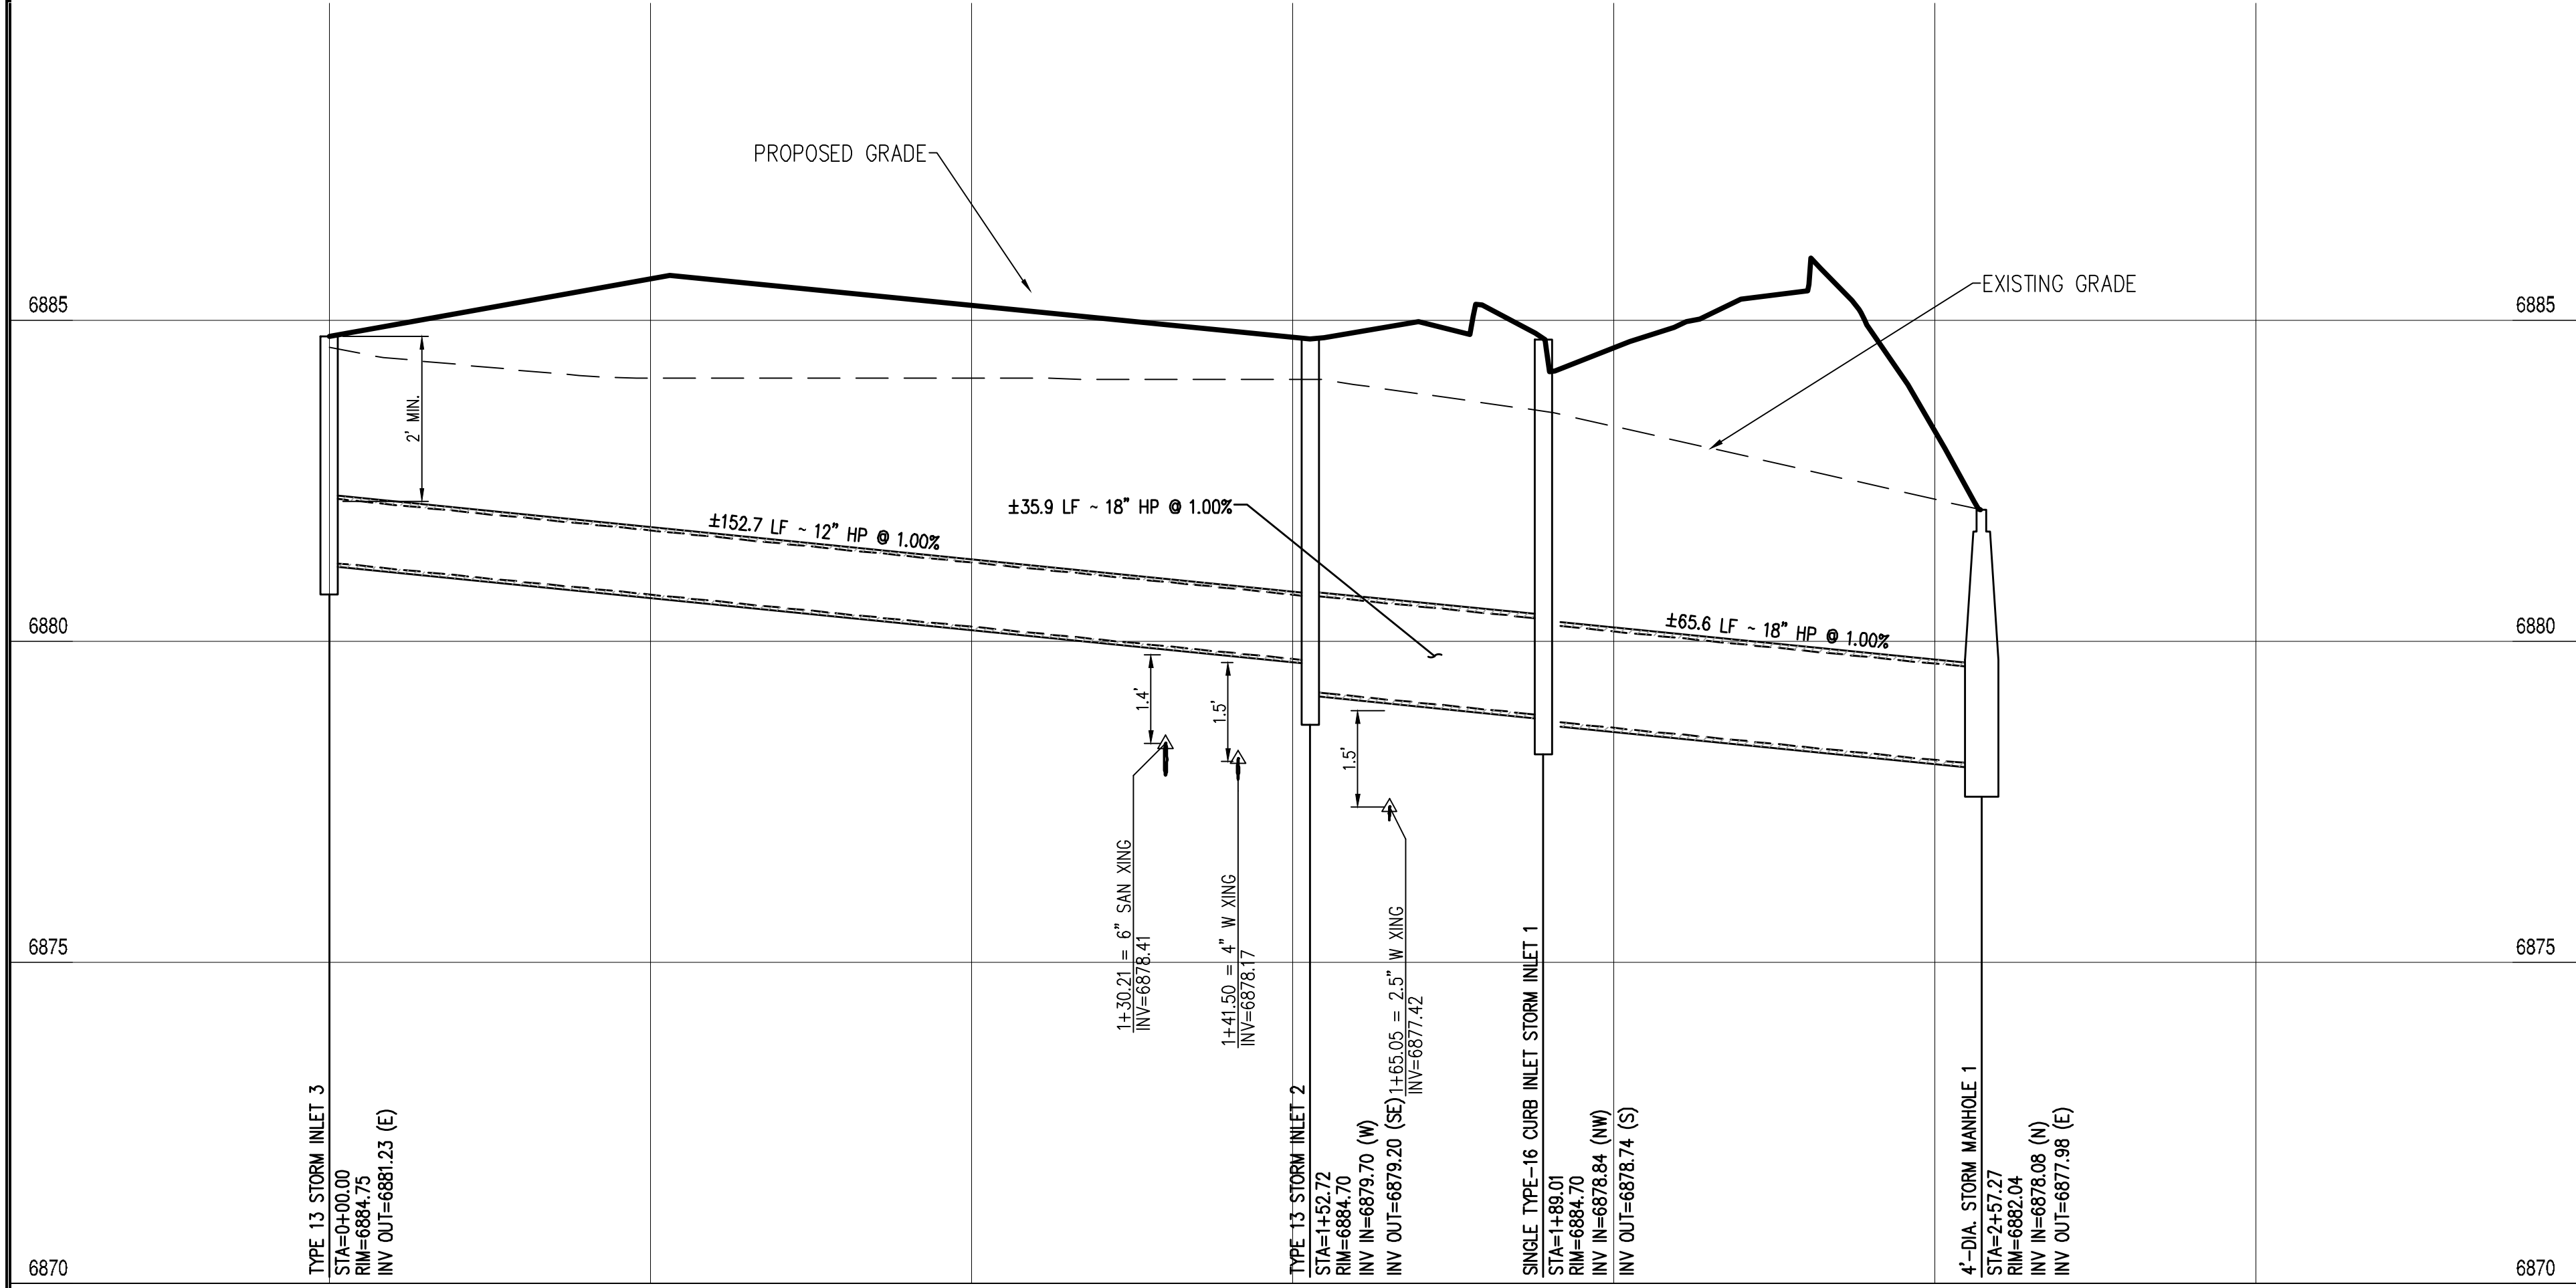 PROPOSED GRADE
EXISTING GRADE
6885
6885
2' MIN.
±152.7 LF ~ 12" HP @ 1.00%
±35.9 LF ~ 18" HP @ 1.00%
±65.6 LF ~ 18" HP @ 1.00%
6880
6880
1.4'
1.5'
1.5'
6875
6875
1+30.21 = 6" SAN XING
INV=6878.41
1+41.50 = 4" W XING
INV=6878.17
1+65.05 = 2.5" W XING
INV=6877.42
TYPE 13 STORM INLET 3
STA=0+00.00
RIM=6884.75
INV OUT=6881.23 (E)
TYPE 13 STORM INLET 2
STA=1+52.72
RIM=6884.70
INV IN=6879.70 (W)
INV OUT=6879.20 (SE)
SINGLE TYPE-16 CURB INLET STORM INLET 1
STA=1+89.01
RIM=6884.70
INV IN=6878.84 (NW)
INV OUT=6878.74 (S)
4'-DIA. STORM MANHOLE 1
STA=2+57.27
RIM=6882.04
INV IN=6878.08 (N)
INV OUT=6877.98 (E)
6870
6870